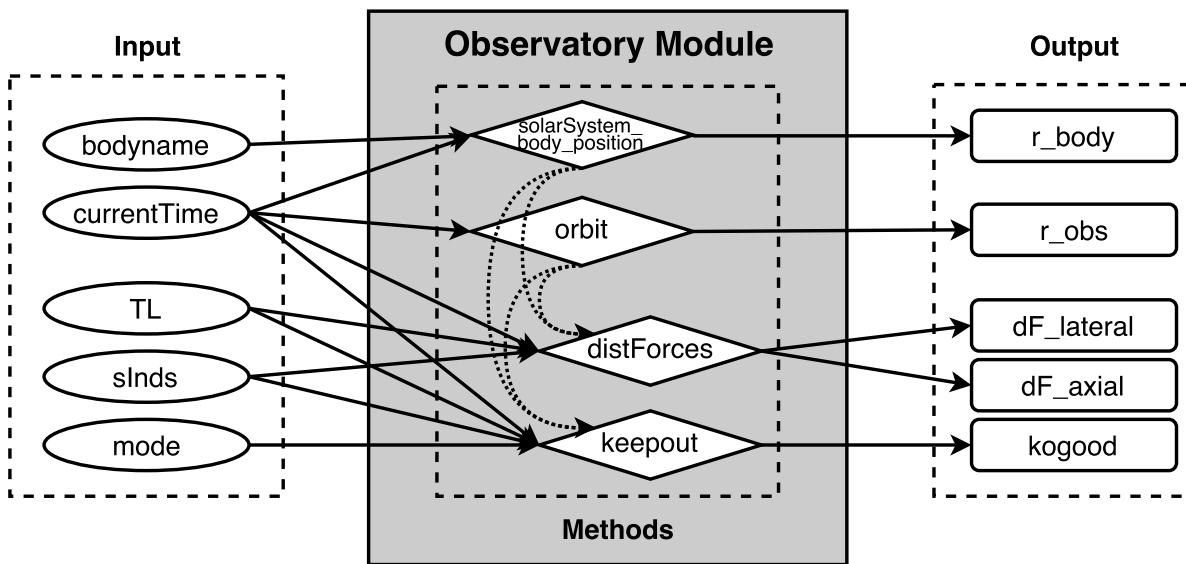 Input
Observatory Module
Output
bodyname
solarSystem_
body_position
r_body
currentTime
orbit
r_obs
TL
distForces
dF_lateral
sInds
dF_axial
mode
keepout
kogood
Methods